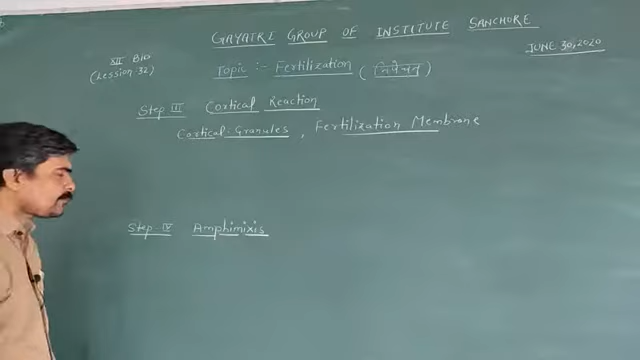 GAYATRI GROUP OF INSTITUTE SANCHORE
XII BIO
(Lession-32)
JUNE 30, 2020
Topic :- Fertilization (निषेचन)
Step III Cortical Reaction
Cortical-Granules, Fertilization Membrane
Step-IV Amphimixis